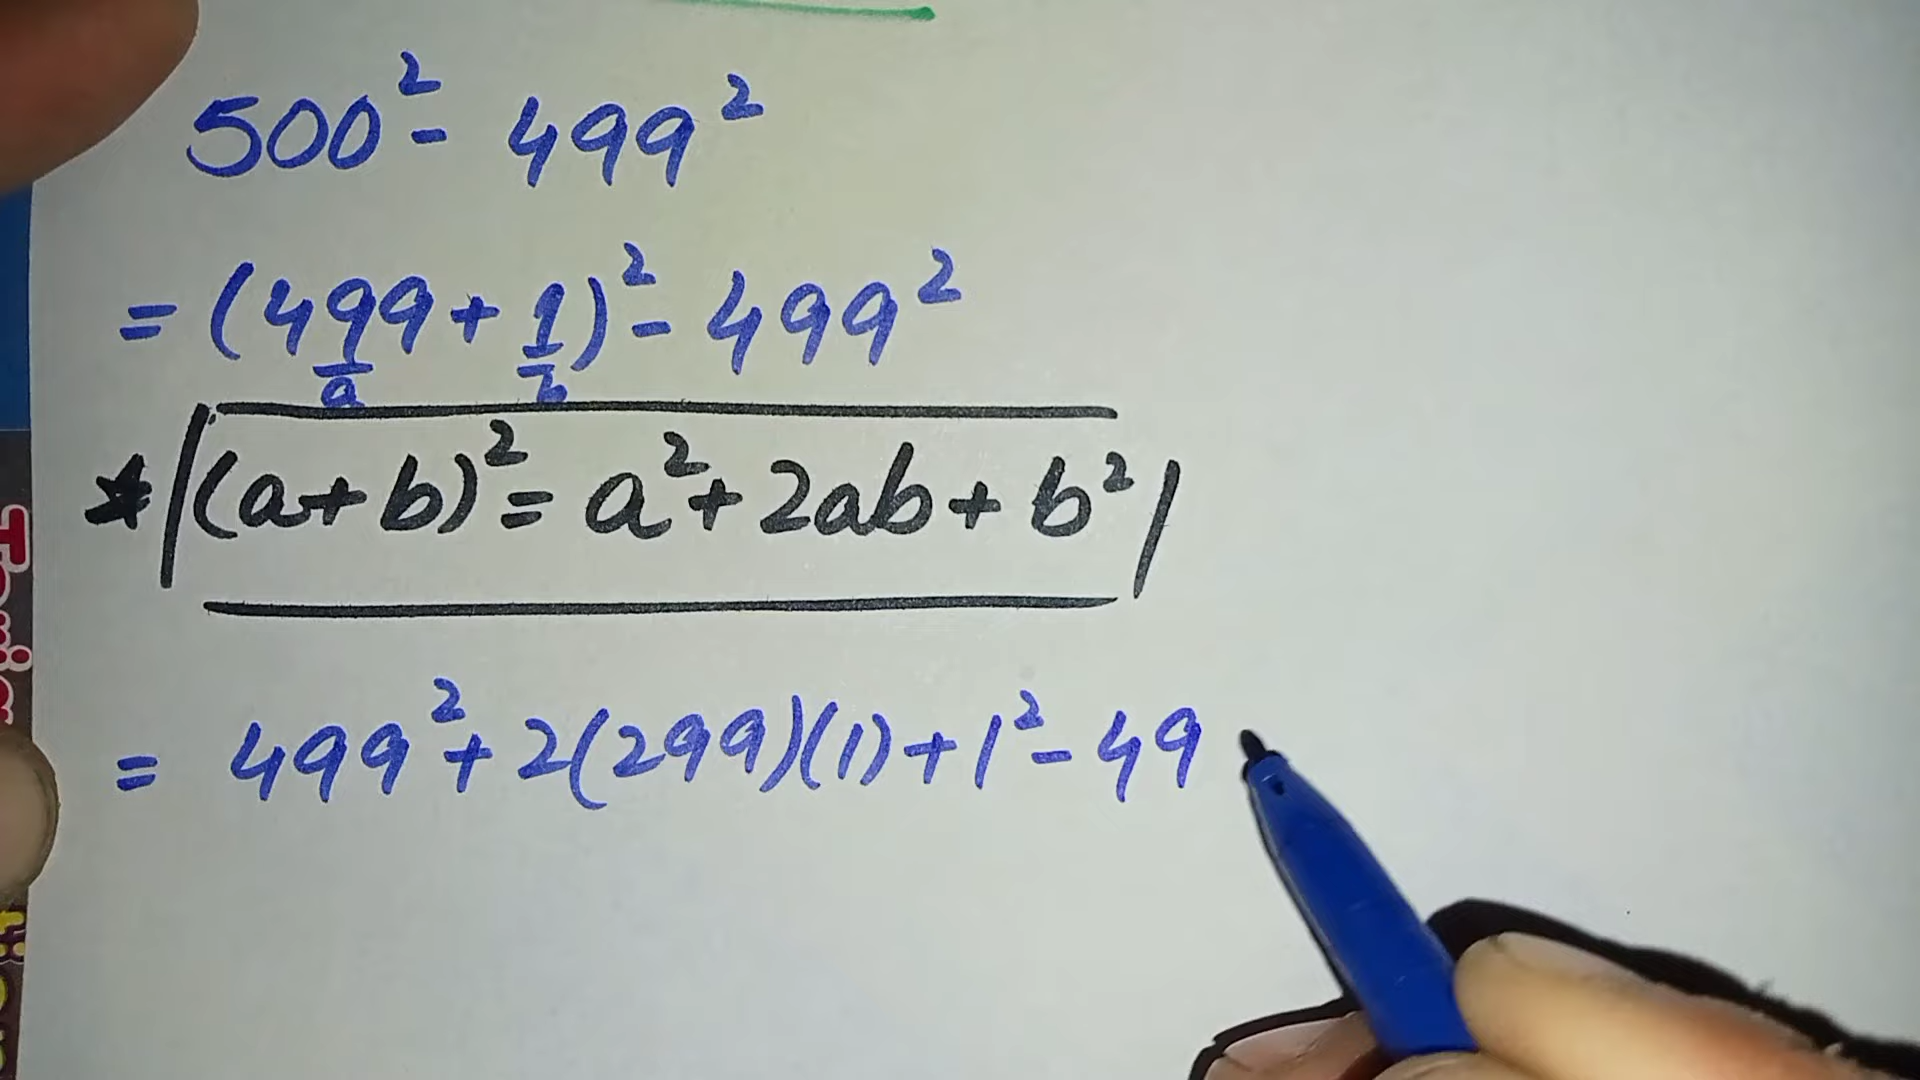 500² - 499²
= (499 + 1)² - 499²
a b
* (a+b)² = a² + 2ab + b²
= 499² + 2(299)(1) + 1² - 49